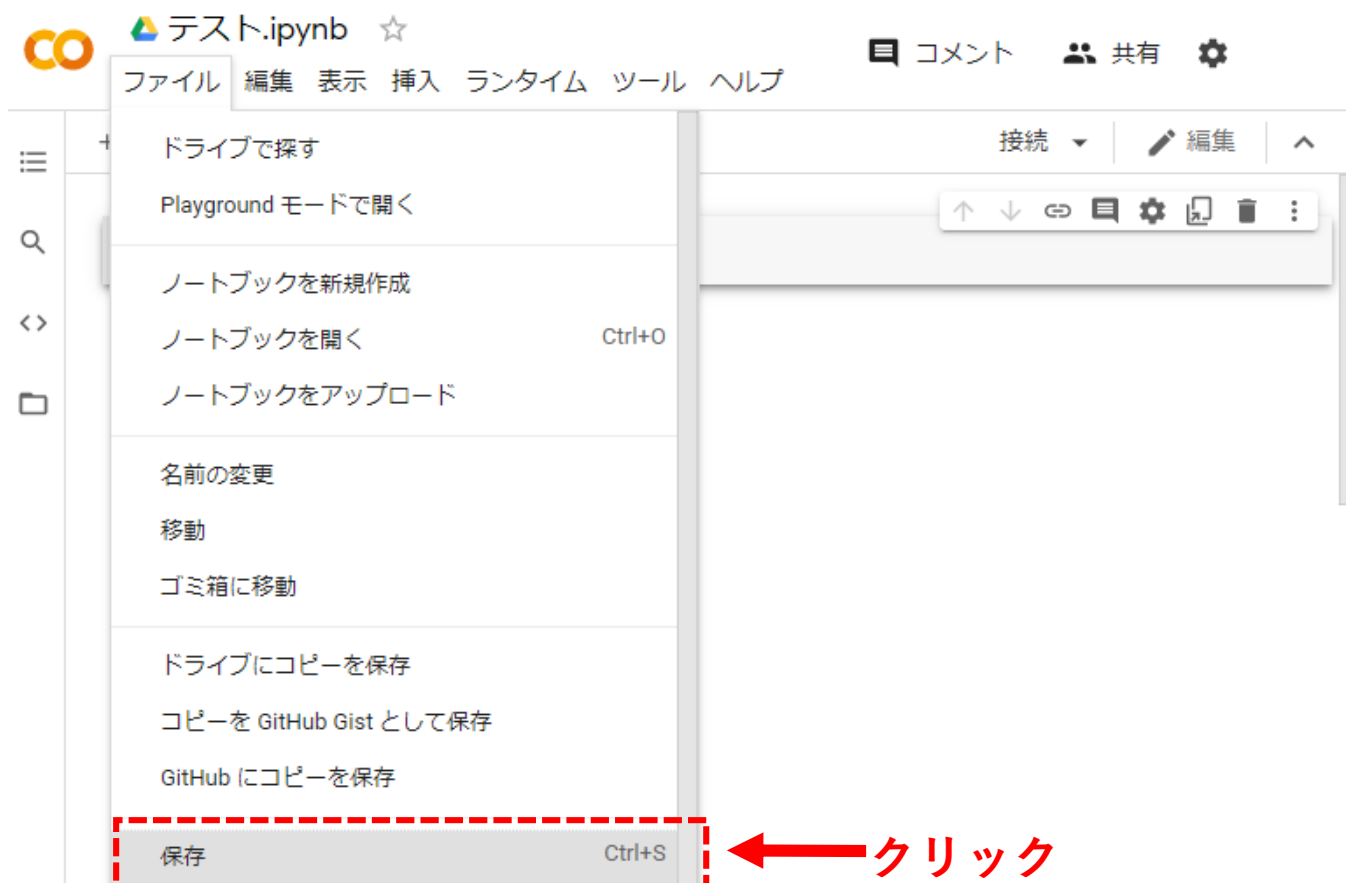 テスト.ipynb
コメント 共有
ファイル 編集 表示 挿入 ランタイム ツール ヘルプ
+ 接続 編集
ドライブで探す
Playground モードで開く
ノートブックを新規作成
ノートブックを開く Ctrl+O
ノートブックをアップロード
名前の変更
移動
ゴミ箱に移動
ドライブにコピーを保存
コピーを GitHub Gist として保存
GitHub にコピーを保存
保存 Ctrl+S
クリック